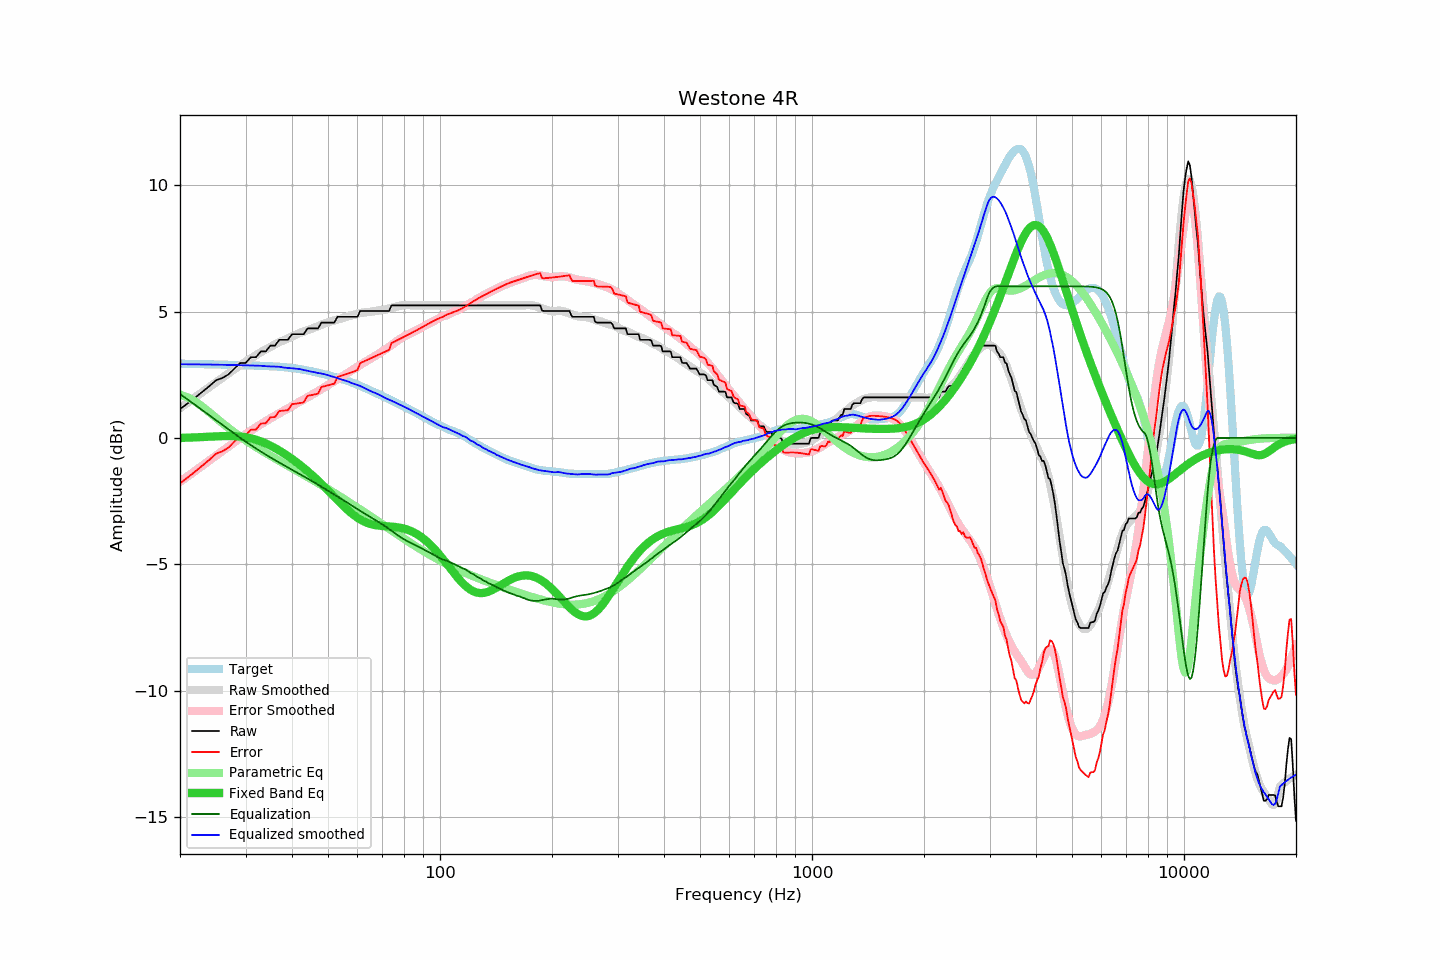 Westone 4R
Amplitude (dBr)
10
5
0
−5
−10
−15
Target
Raw Smoothed
Error Smoothed
Raw
Error
Parametric Eq
Fixed Band Eq
Equalization
Equalized smoothed
100
1000
10000
Frequency (Hz)